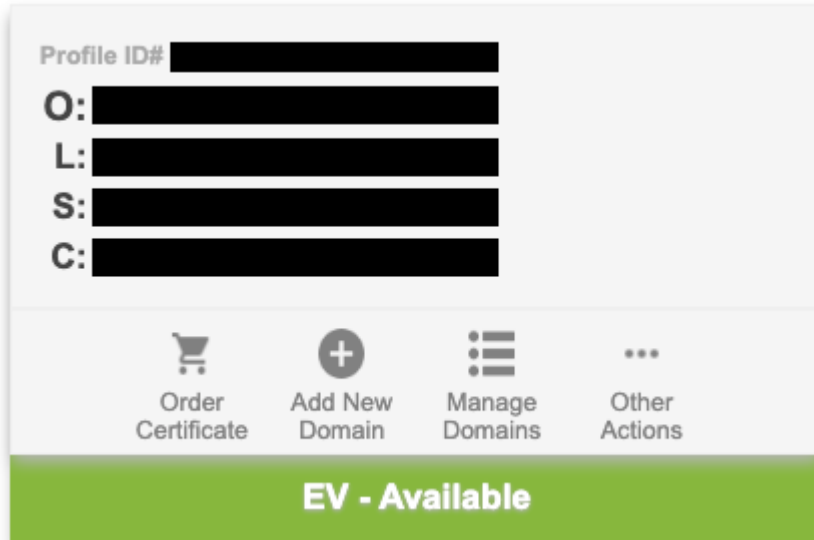 Profile ID#
O:
L:
S:
C:
Order Certificate
Add New Domain
Manage Domains
Other Actions
EV - Available